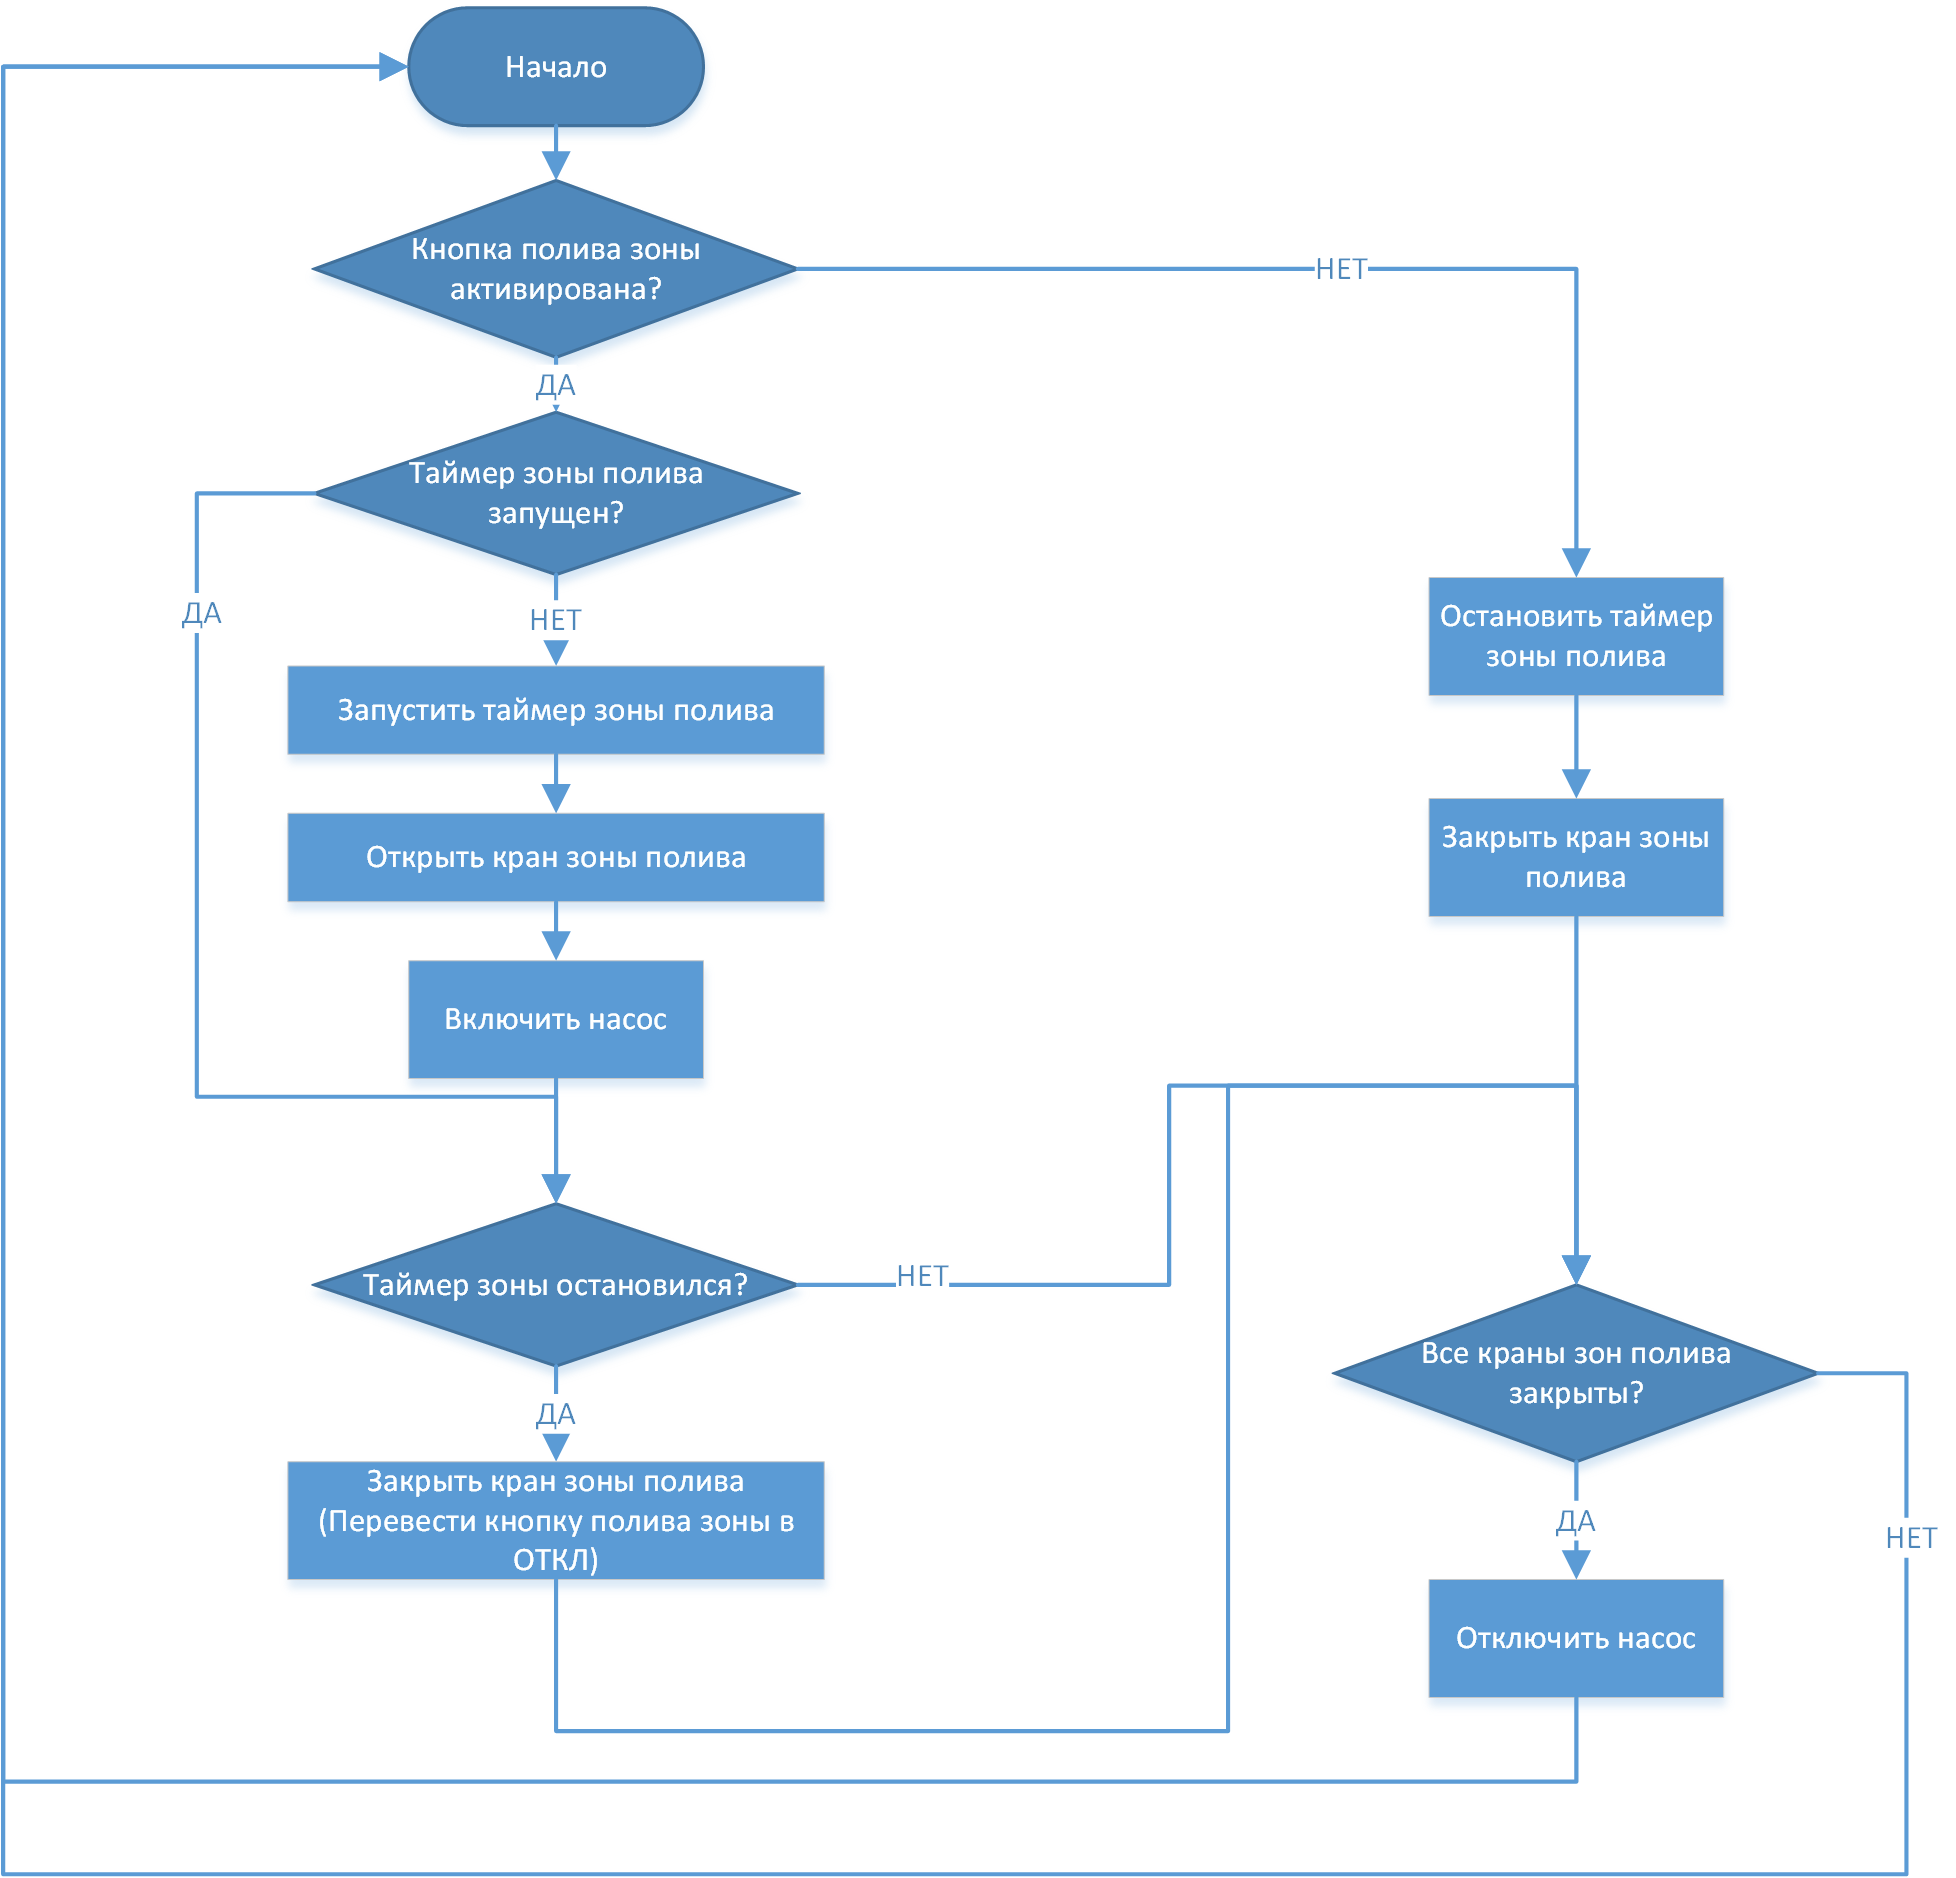 Начало
Кнопка полива зоны
активирована?
НЕТ
ДА
Таймер зоны полива
запущен?
ДА
НЕТ
Остановить таймер
зоны полива
Запустить таймер зоны полива
Закрыть кран зоны
полива
Открыть кран зоны полива
Включить насос
Таймер зоны остановился?
НЕТ
Все краны зон полива
закрыты?
ДА
Закрыть кран зоны полива
(Перевести кнопку полива зоны в
ОТКЛ)
ДА
НЕТ
Отключить насос